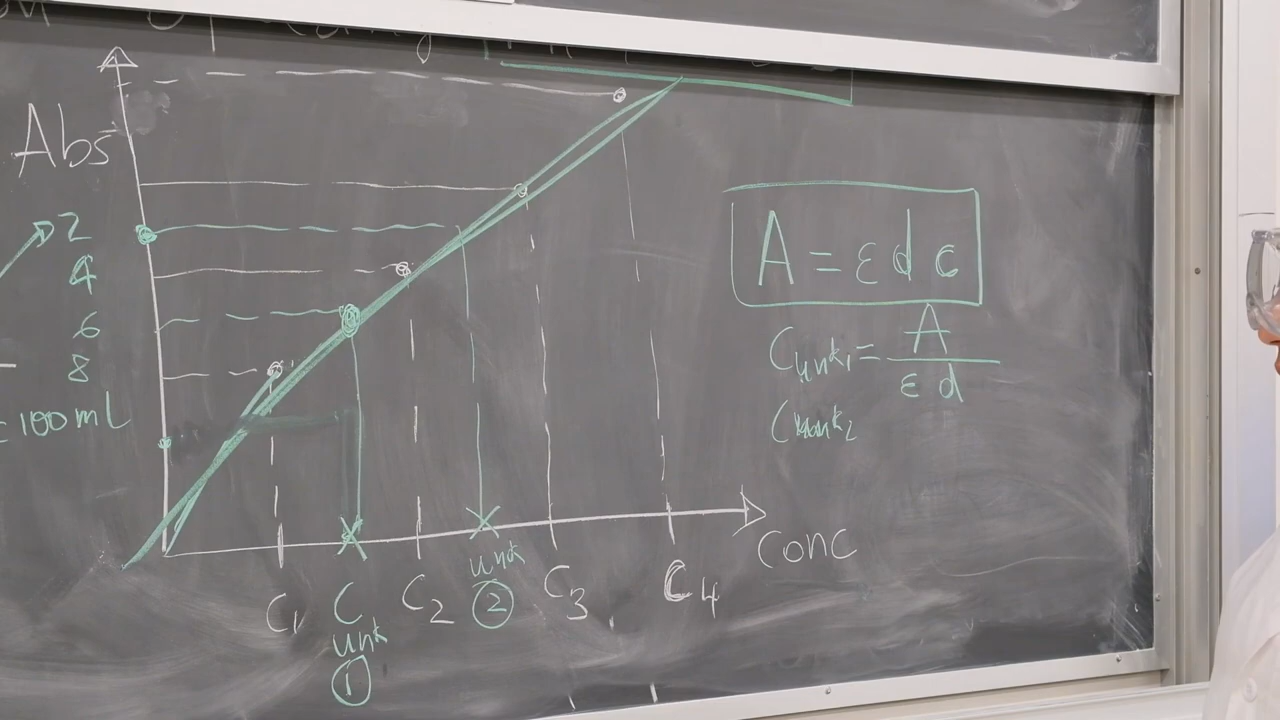 Abs
2
4
6
8
100 mL
A = ε d c
C unk1 = A
ε d
C unk2
conc
C1
C
unk
1
C2
unk
2
C3
C4